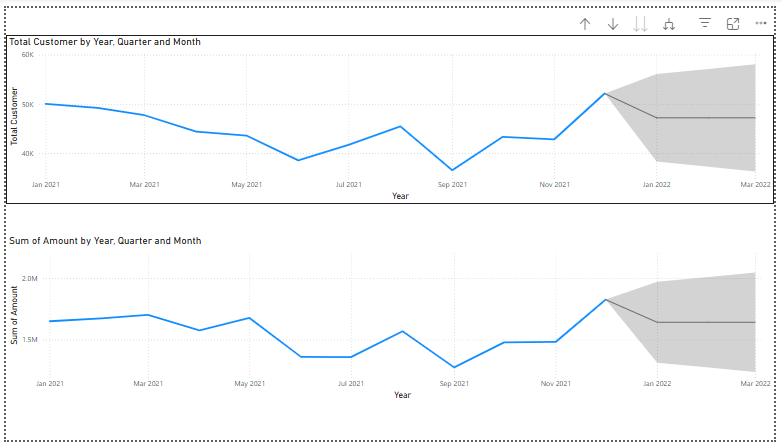 Total Customer by Year, Quarter and Month
60K
50K
40K
Total Customer
Jan 2021 Mar 2021 May 2021 Jul 2021 Sep 2021 Nov 2021 Jan 2022 Mar 2022
Year
Sum of Amount by Year, Quarter and Month
2.0M
1.5M
Sum of Amount
Jan 2021 Mar 2021 May 2021 Jul 2021 Sep 2021 Nov 2021 Jan 2022 Mar 2022
Year